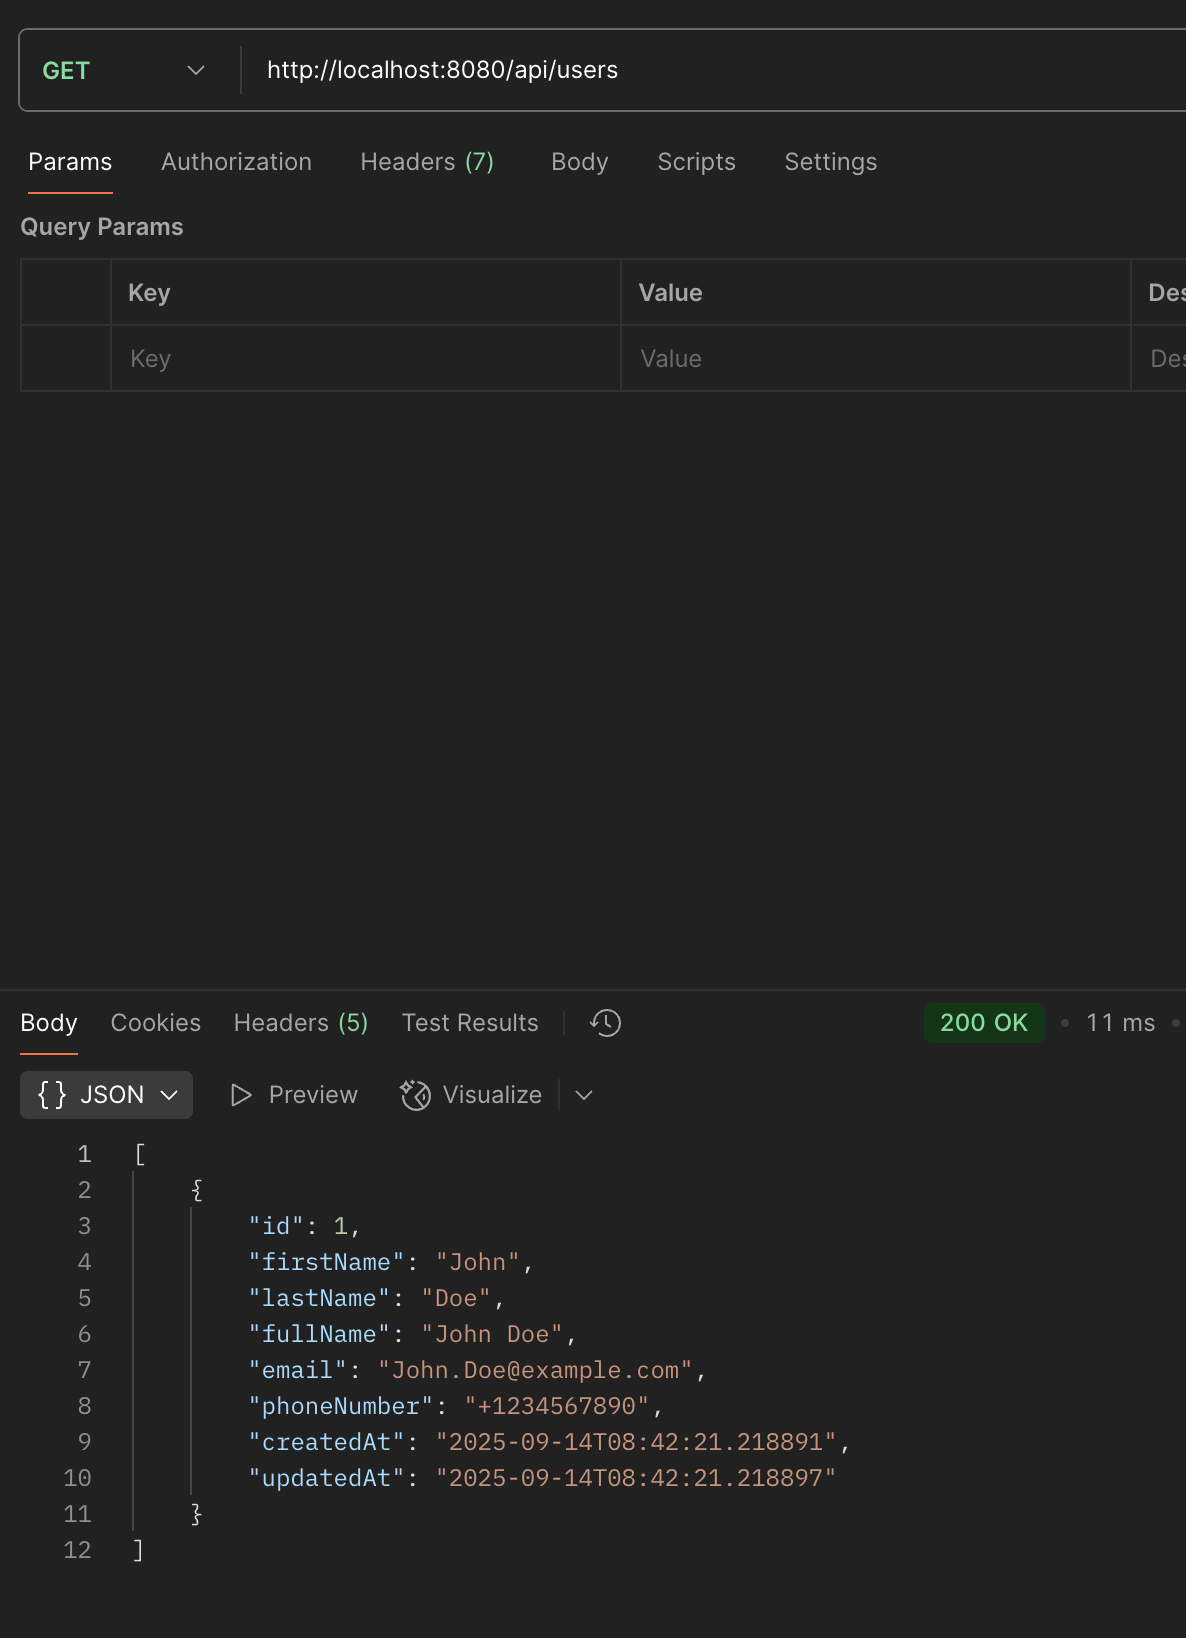 GET http://localhost:8080/api/users
Params Authorization Headers (7) Body Scripts Settings
Query Params
Key Value Des
Key Value Des
Body Cookies Headers (5) Test Results 200 OK • 11 ms •
{ } JSON Preview Visualize
1 [
2 {
3 "id": 1,
4 "firstName": "John",
5 "lastName": "Doe",
6 "fullName": "John Doe",
7 "email": "John.Doe@example.com",
8 "phoneNumber": "+1234567890",
9 "createdAt": "2025-09-14T08:42:21.218891",
10 "updatedAt": "2025-09-14T08:42:21.218897"
11 }
12 ]